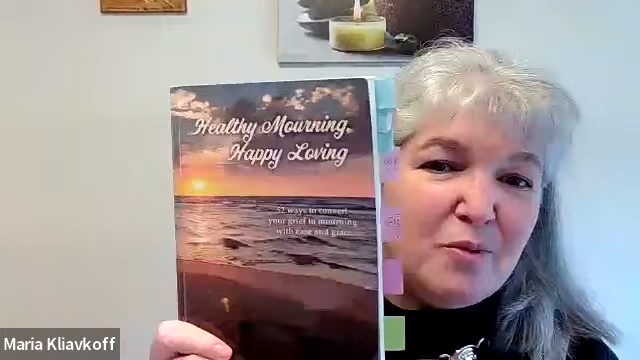 Healthy Mourning,
Happy Loving
52 ways to convert
your grief to mourning
with ease and grace
Maria Kliavkoff